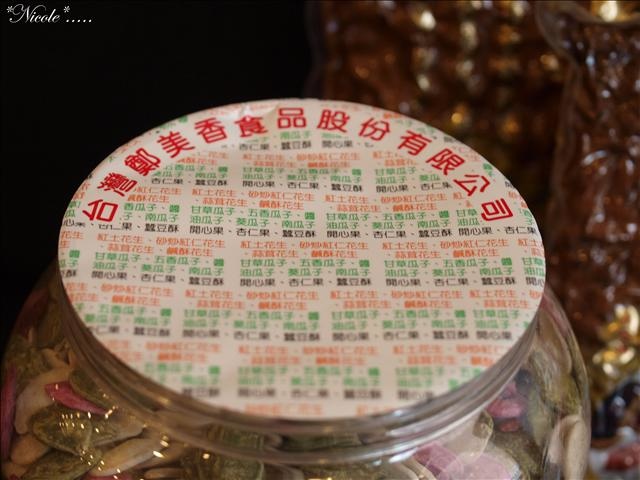 *Nicole*.....
台灣鄭美香食品股份有限公司
紅土花生、砂炒紅仁花生
、蒜茸花生、鹹酥花生
甘草瓜子、五香瓜子、醬
油瓜子、葵瓜子、南瓜子
開心果、杏仁果、蠶豆酥